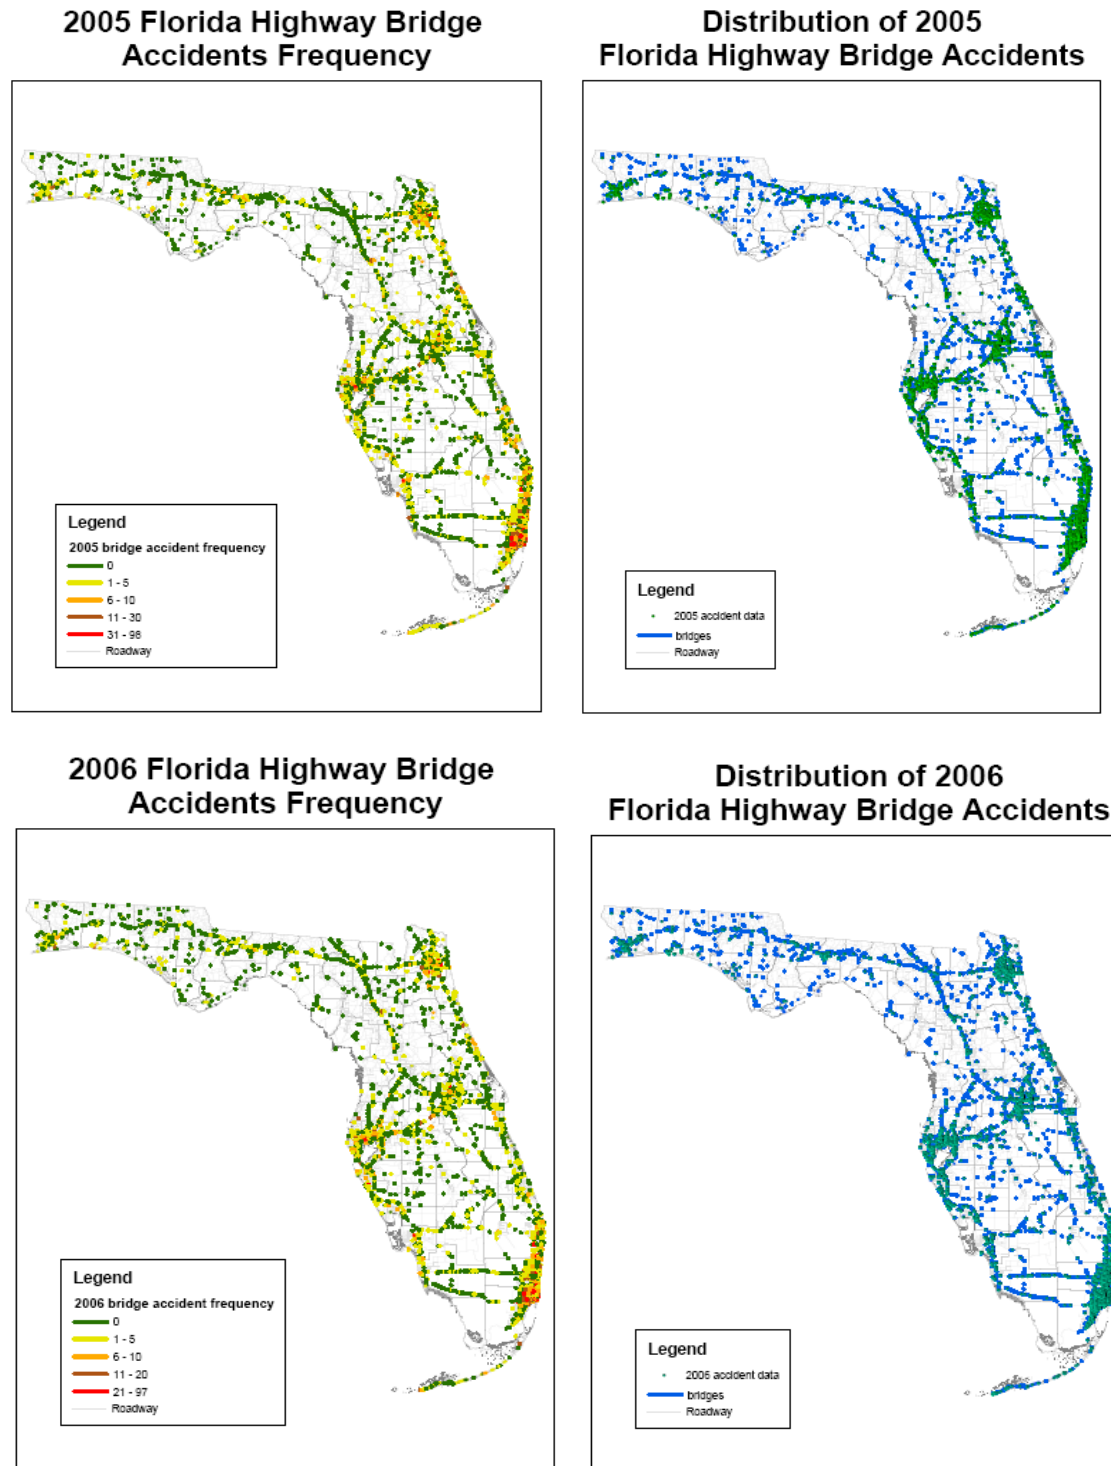 2005 Florida Highway Bridge
Accidents Frequency
Legend
2005 bridge accident frequency
0
1 - 5
6 - 10
11 - 30
31 - 98
Roadway
Distribution of 2005
Florida Highway Bridge Accidents
Legend
2005 accident data
bridges
Roadway
2006 Florida Highway Bridge
Accidents Frequency
Legend
2006 bridge accident frequency
0
1 - 5
6 - 10
11 - 20
21 - 97
Roadway
Distribution of 2006
Florida Highway Bridge Accidents
Legend
2006 accident data
bridges
Roadway